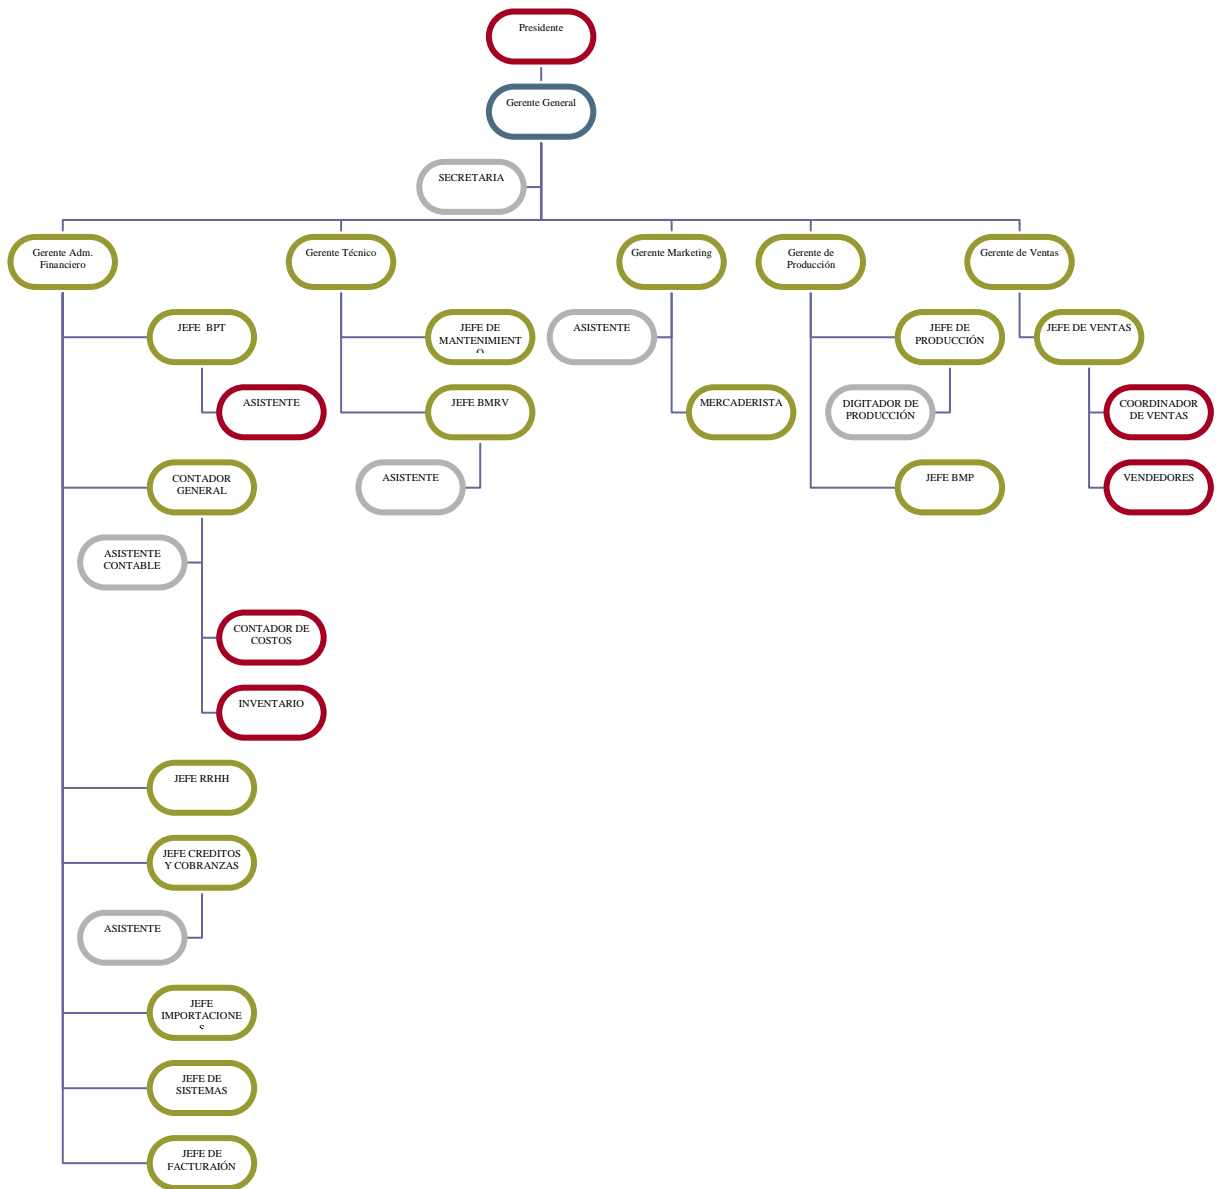 Presidente
Gerente General
SECRETARIA
Gerente Adm.
Financiero
Gerente Técnico
Gerente Marketing
Gerente de
Producción
Gerente de Ventas
JEFE BPT
JEFE DE
MANTENIMIENT
O
ASISTENTE
JEFE DE
PRODUCCIÓN
JEFE DE VENTAS
ASISTENTE
JEFE BMRV
MERCADERISTA
DIGITADOR DE
PRODUCCIÓN
COORDINADOR
DE VENTAS
CONTADOR
GENERAL
ASISTENTE
JEFE BMP
VENDEDORES
ASISTENTE
CONTABLE
CONTADOR DE
COSTOS
INVENTARIO
JEFE RRHH
JEFE CREDITOS
Y COBRANZAS
ASISTENTE
JEFE
IMPORTACIONE
S
JEFE DE
SISTEMAS
JEFE DE
FACTURAIÓN